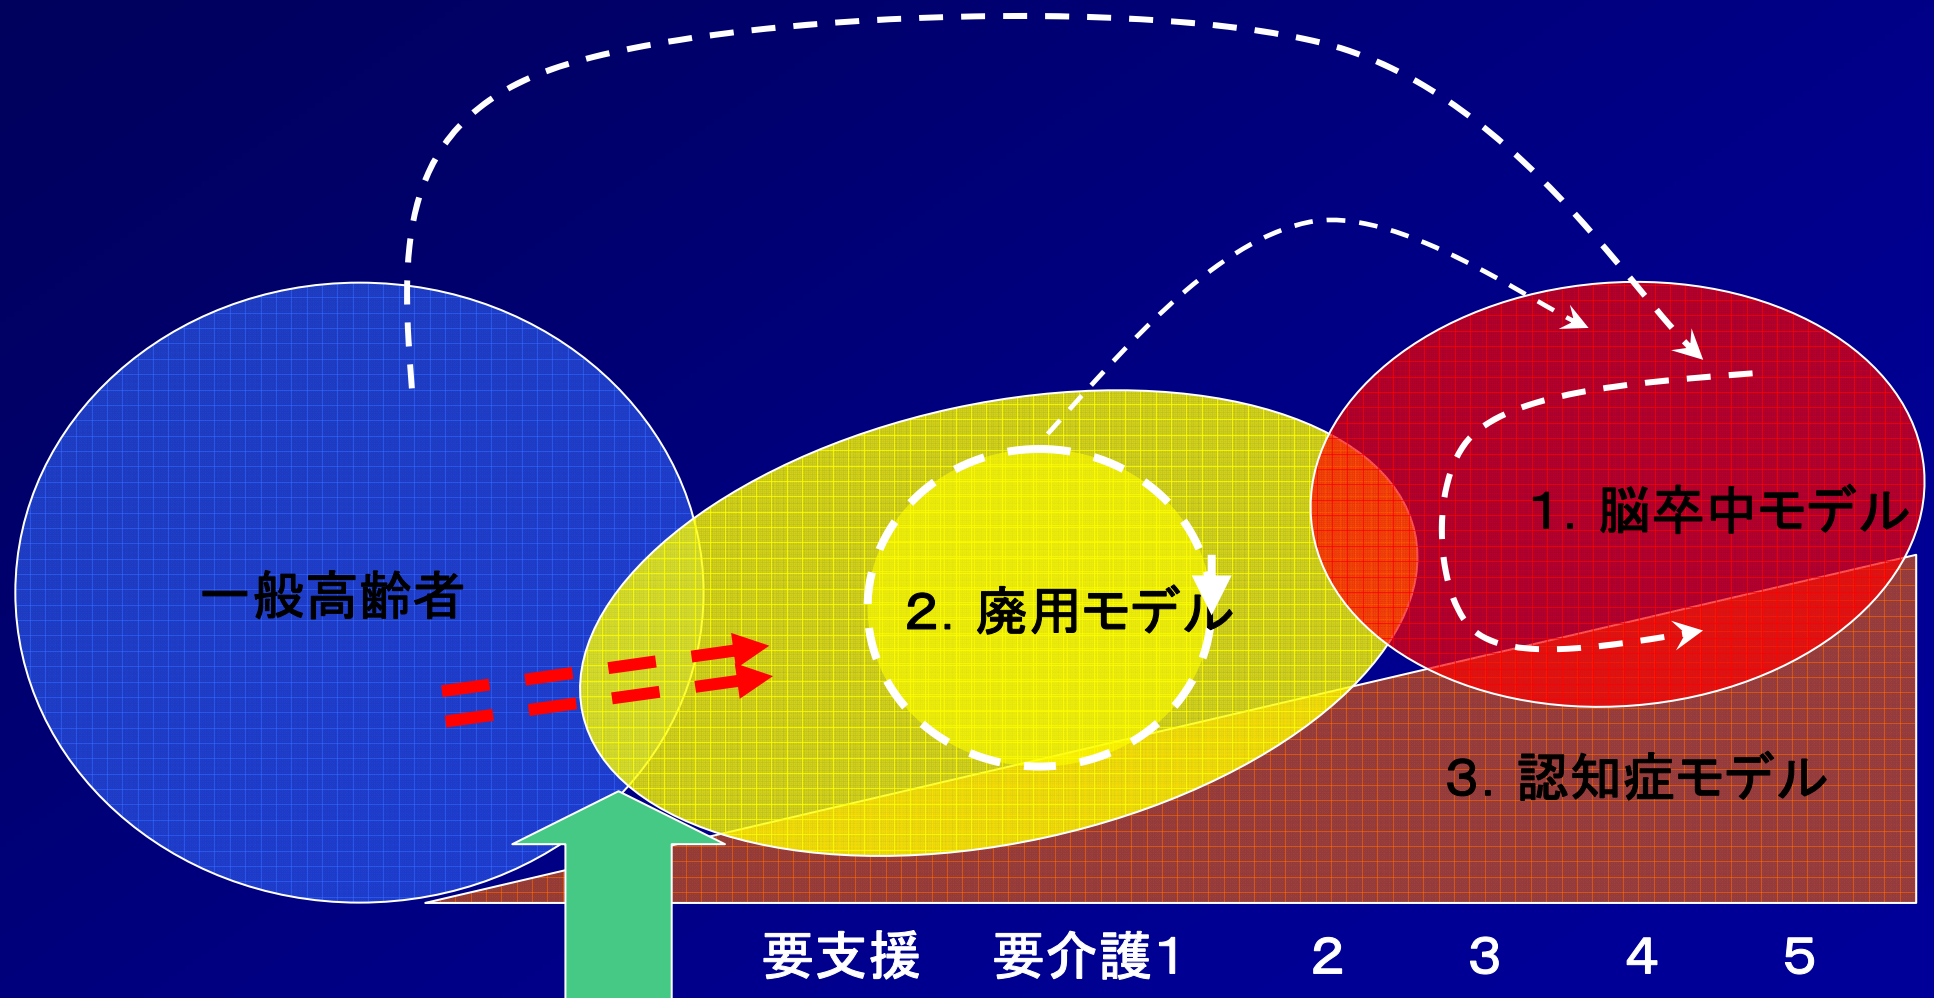 1. 脳卒中モデル
一般高齢者
2. 廃用モデル
3. 認知症モデル
要支援 要介護1 2 3 4 5